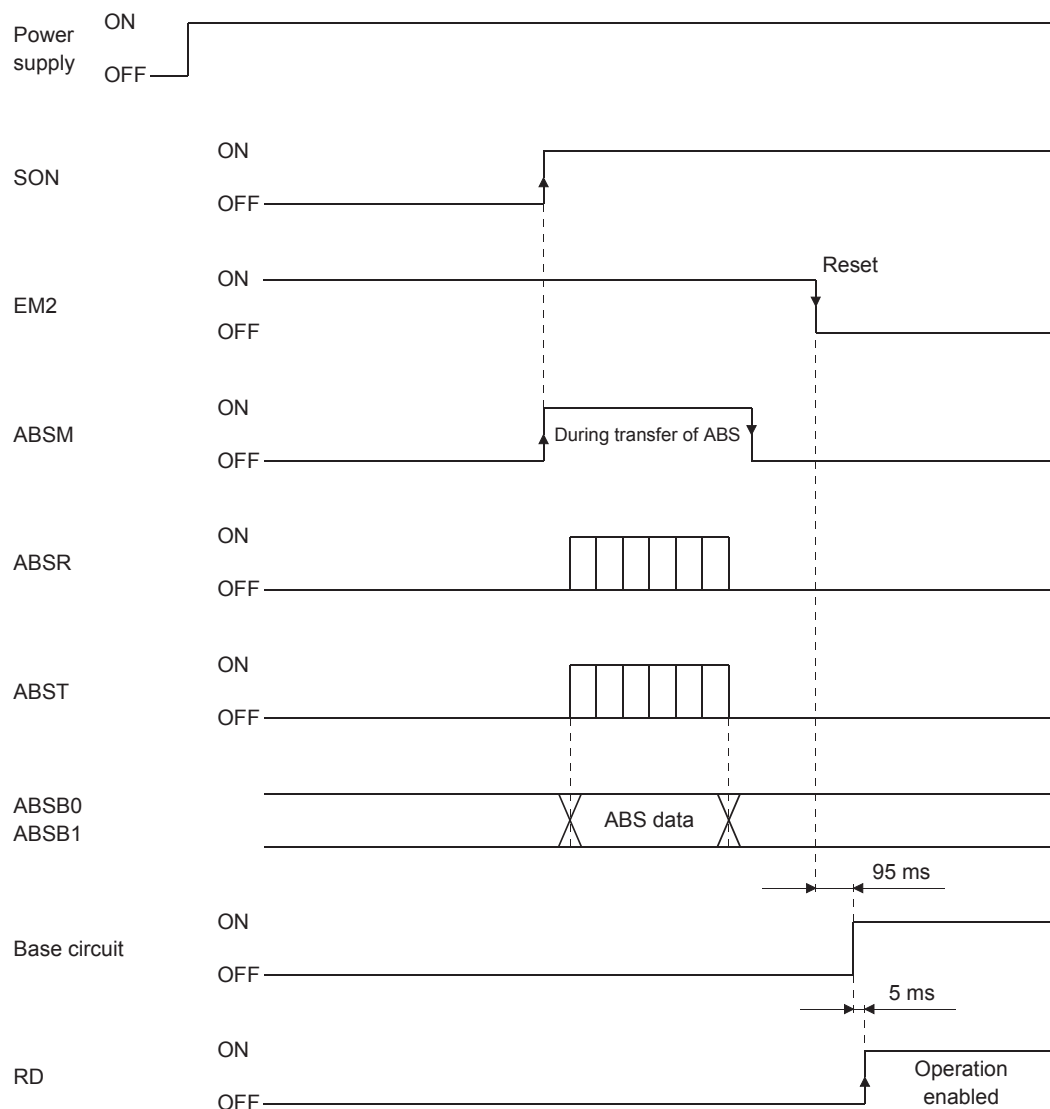 Power
supply
ON
OFF
SON
ON
OFF
EM2
ON
OFF
Reset
ABSM
ON
OFF
During transfer of ABS
ABSR
ON
OFF
ABST
ON
OFF
ABSB0
ABSB1
ABS data
95 ms
Base circuit
ON
OFF
5 ms
RD
ON
OFF
Operation
enabled